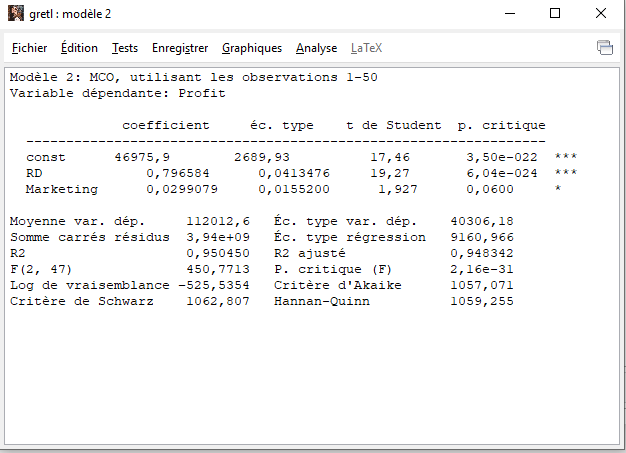 gretl : modèle 2
Fichier Édition Tests Enregistrer Graphiques Analyse LaTeX
Modèle 2: MCO, utilisant les observations 1-50
Variable dépendante: Profit
coefficient éc. type t de Student p. critique
---------------------------------------------------------------
const 46975,9 2689,93 17,46 3,50e-022 ***
RD 0,796584 0,0413476 19,27 6,04e-024 ***
Marketing 0,0299079 0,0155200 1,927 0,0600 *
Moyenne var. dép. 112012,6 Éc. type var. dép. 40306,18
Somme carrés résidus 3,94e+09 Éc. type régression 9160,966
R2 0,950450 R2 ajusté 0,948342
F(2, 47) 450,7713 P. critique (F) 2,16e-31
Log de vraisemblance -525,5354 Critère d'Akaike 1057,071
Critère de Schwarz 1062,807 Hannan-Quinn 1059,255